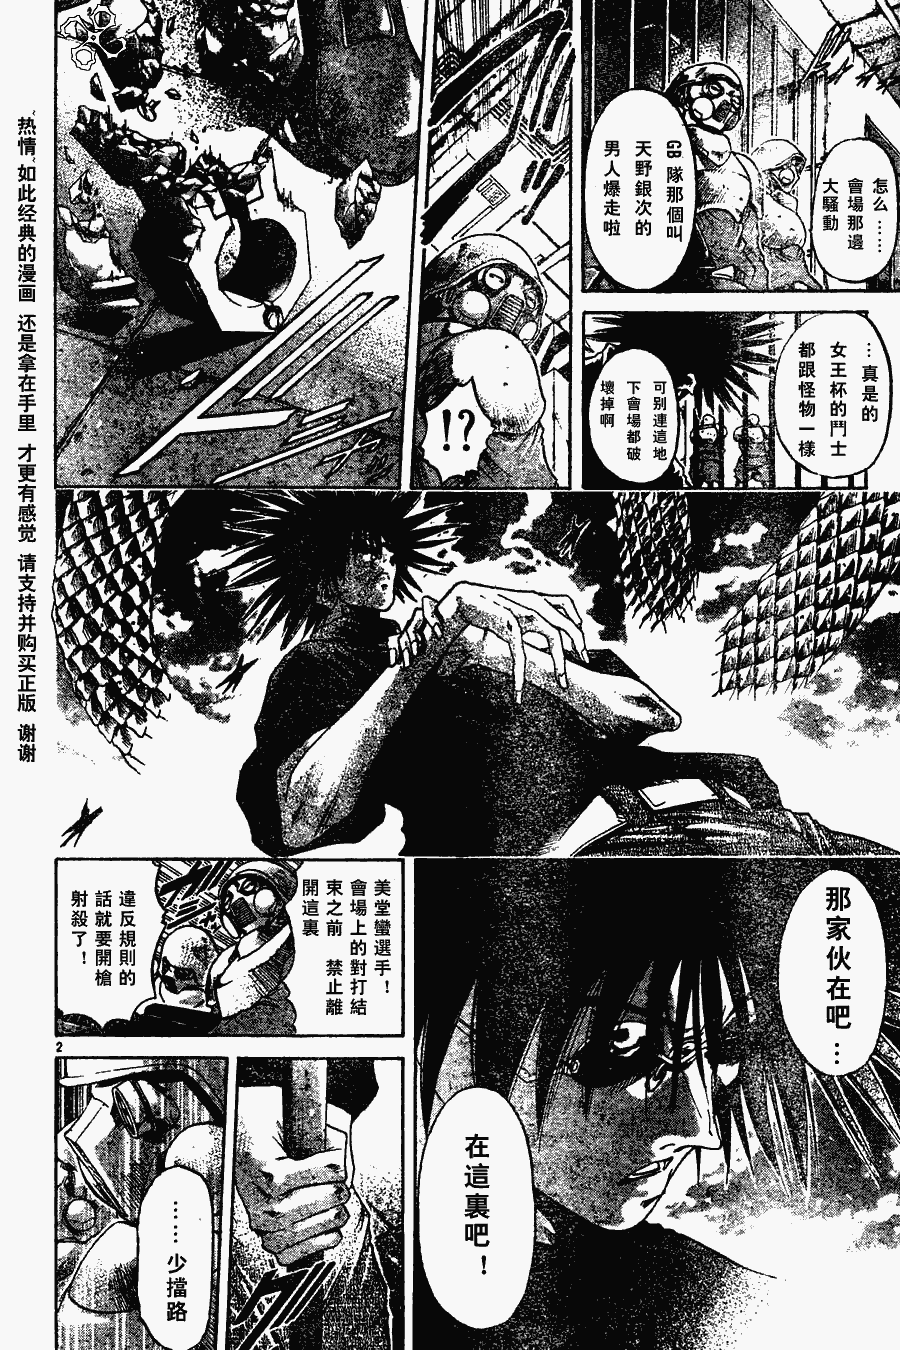 怎么……
會場那邊
大騷動
GB隊那個叫
天野銀次的
男人爆走啦
!?
…真是的
女王杯的鬥士
都跟怪物一樣
可别連這地
下會場都破
壞掉啊
那家伙在吧…
在這裏吧！
美堂蠻選手！
會場上的對打結
束之前 禁止離
開這裏
違反規則的
話就要開槍
射殺了！
2
……少擋路
热情,如此经典的漫画 还是拿在手里 才更有感觉 请支持并购买正版 谢谢